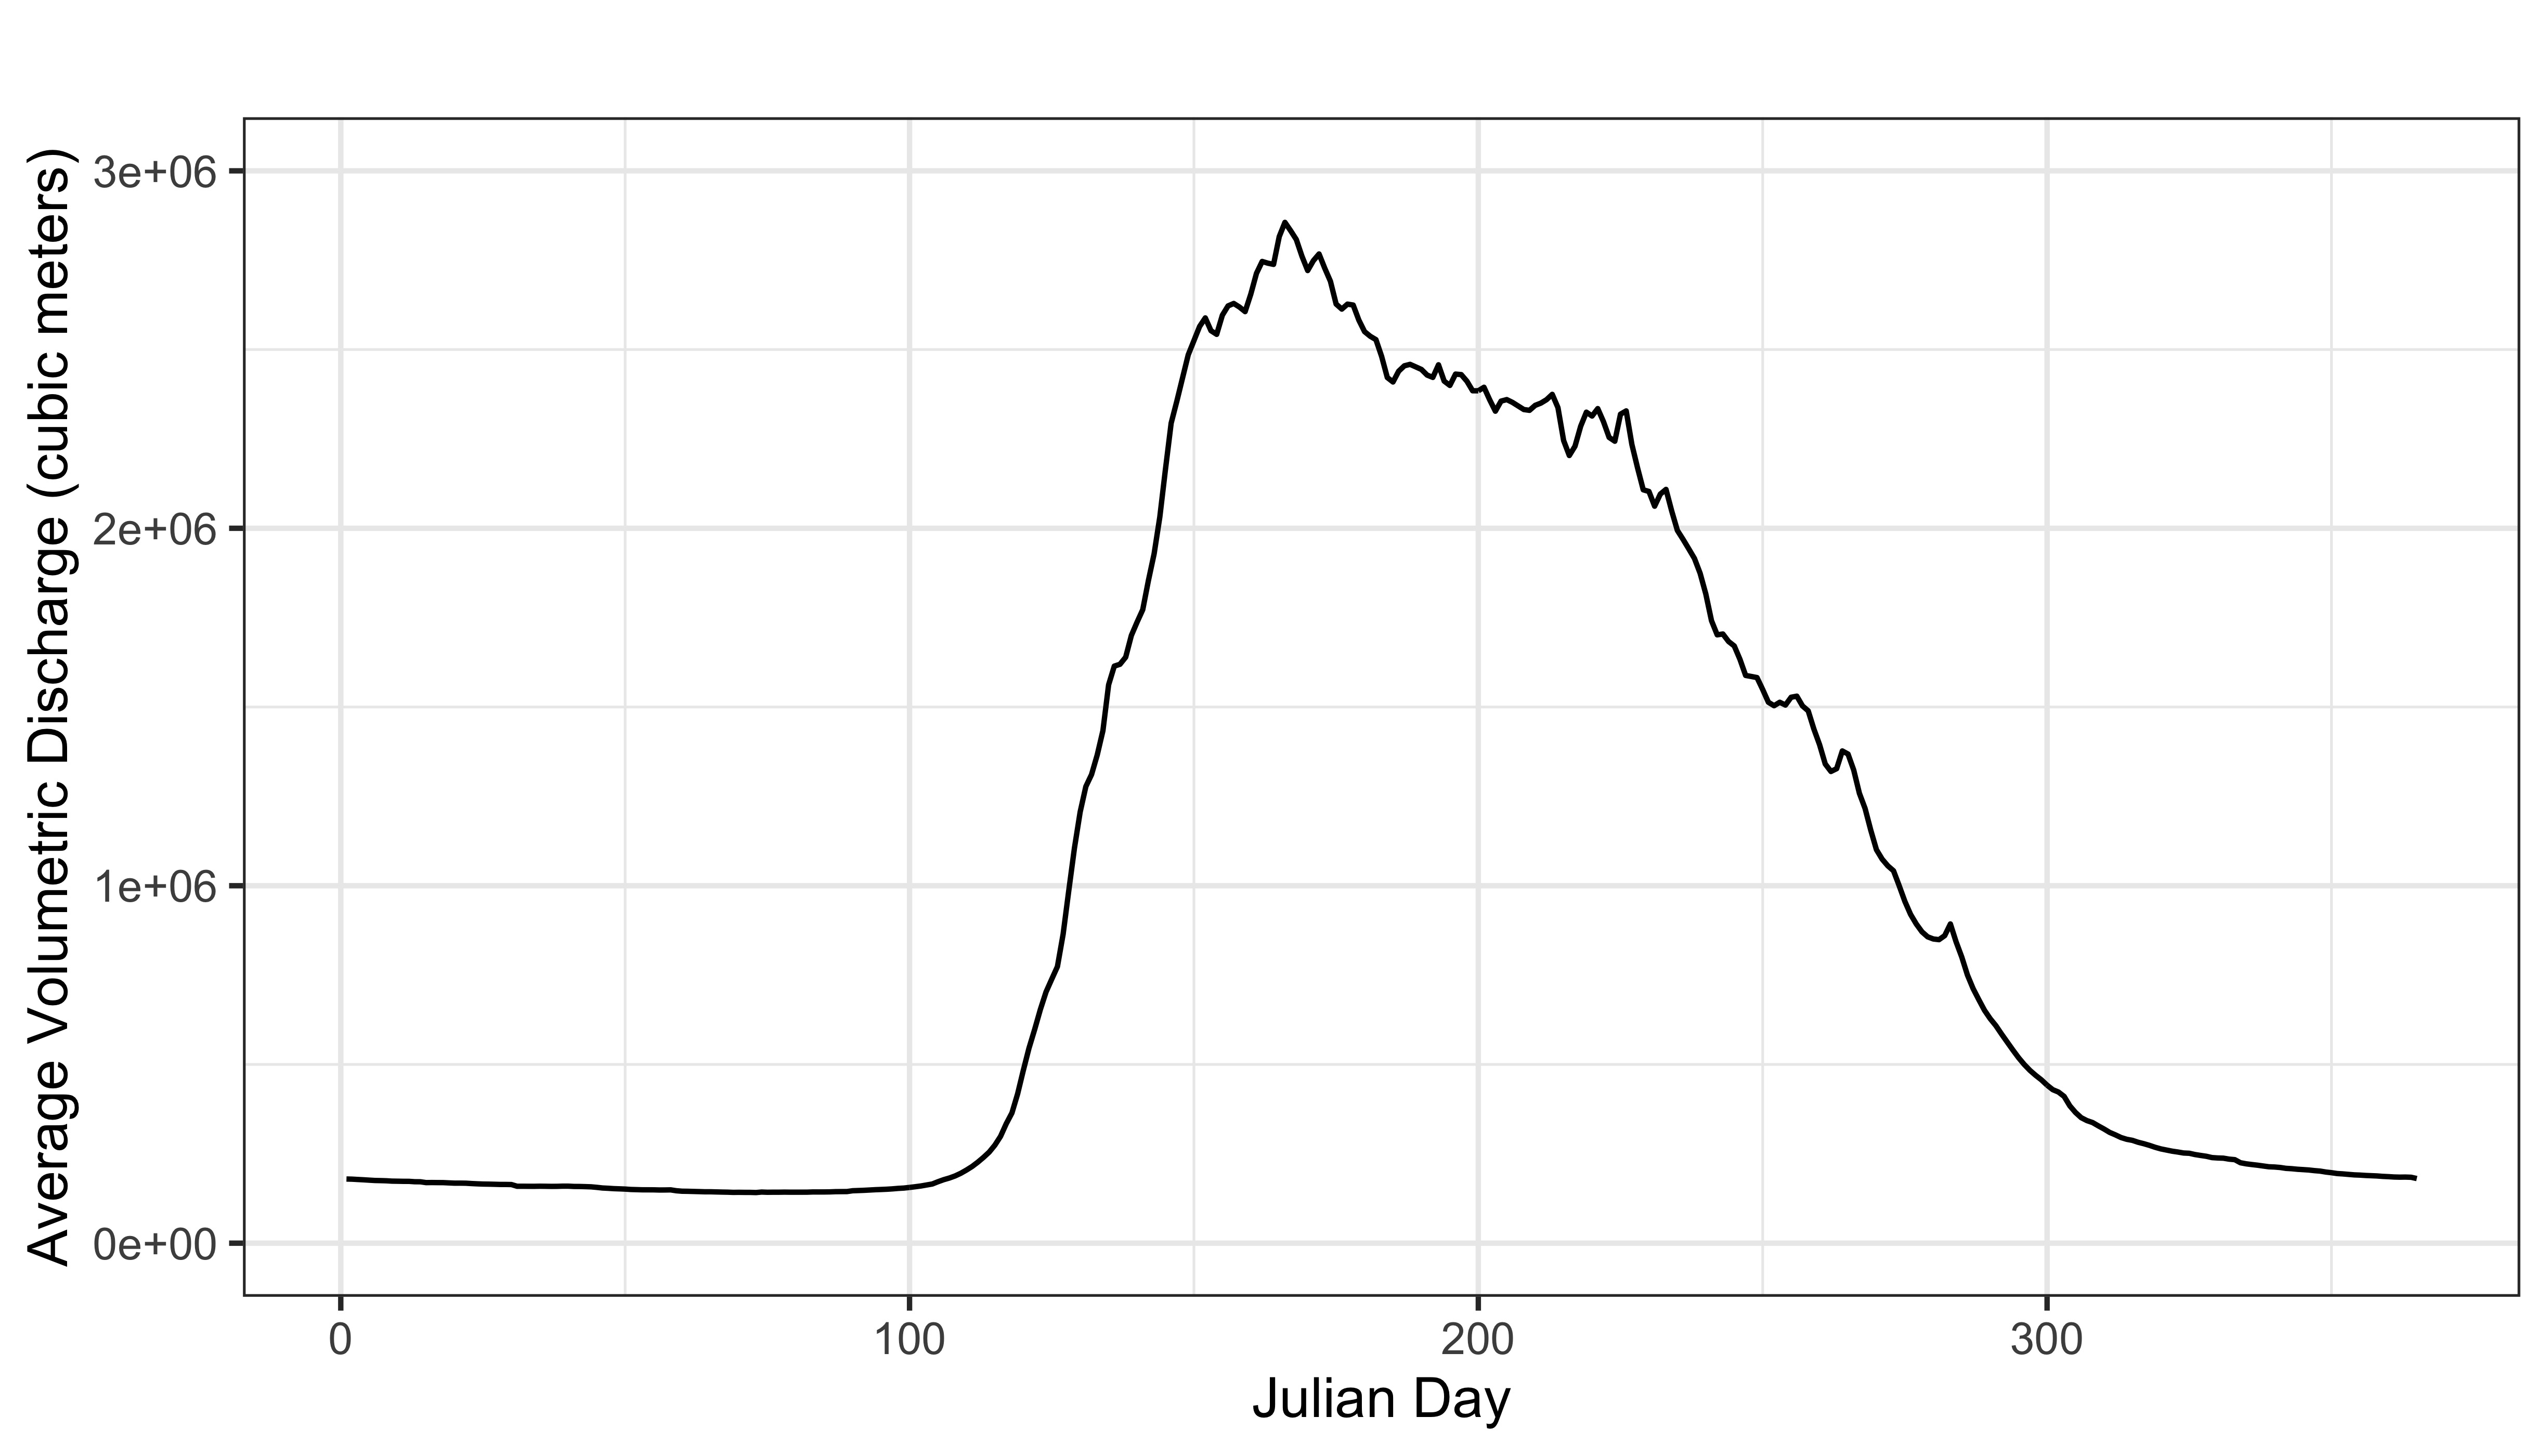 Average Volumetric Discharge (cubic meters)
3e+06
2e+06
1e+06
0e+00
0 100 200 300
Julian Day